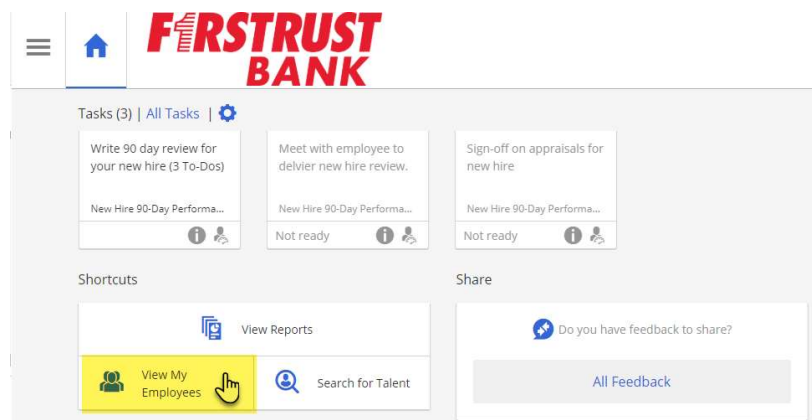 F1RSTRUST
BANK
Tasks (3) | All Tasks |
Write 90 day review for
your new hire (3 To-Dos)
New Hire 90-Day Performa...
Meet with employee to
delvier new hire review.
New Hire 90-Day Performa...
Not ready
Sign-off on appraisals for
new hire
New Hire 90-Day Performa...
Not ready
Shortcuts
View Reports
View My
Employees
Search for Talent
Share
Do you have feedback to share?
All Feedback